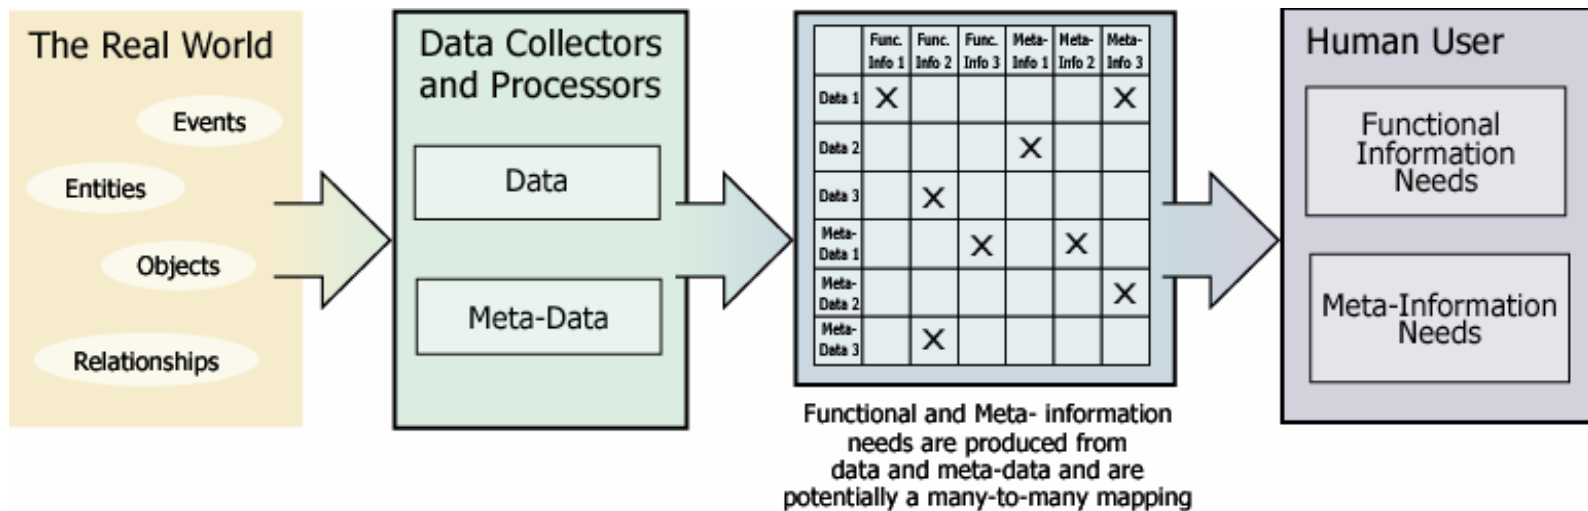 The Real World
Events
Entities
Objects
Relationships
Data Collectors
and Processors
Data
Meta-Data
Func. Func. Func. Meta- Meta- Meta-
Info 1 Info 2 Info 3 Info 1 Info 2 Info 3
Data 1 X X
Data 2 X
Data 3 X
Meta-
Data 1 X X
Meta-
Data 2 X
Meta-
Data 3 X
Functional and Meta- information
needs are produced from
data and meta-data and are
potentially a many-to-many mapping
Human User
Functional
Information
Needs
Meta-Information
Needs